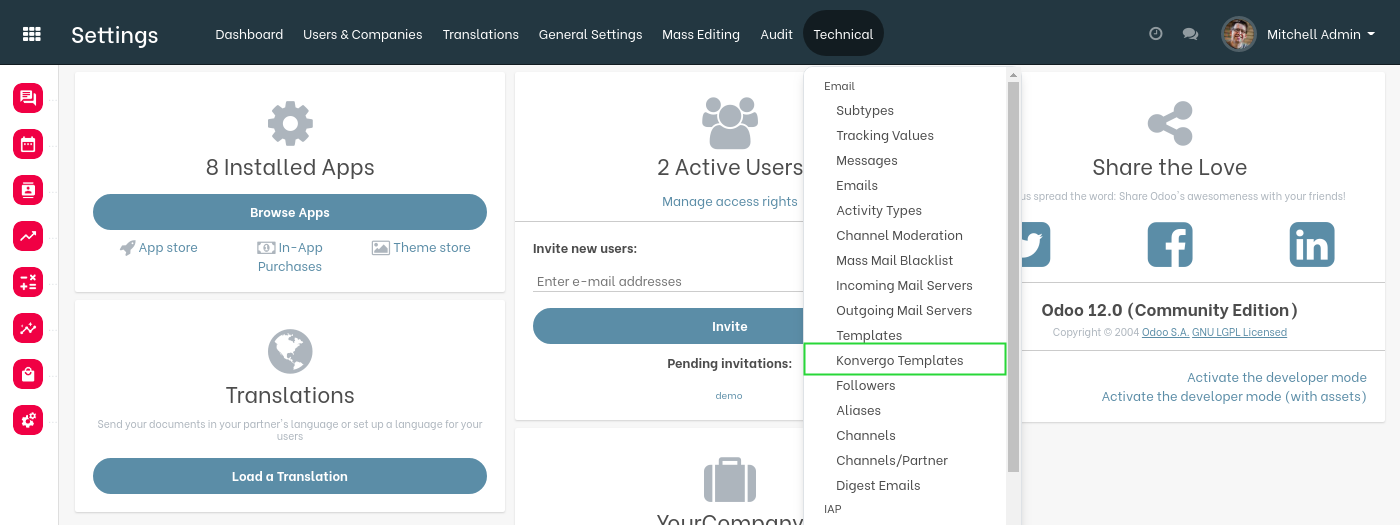 Settings
Dashboard
Users & Companies
Translations
General Settings
Mass Editing
Audit
Technical
Mitchell Admin
8 Installed Apps
Browse Apps
App store
In-App
Purchases
Theme store
Translations
Send your documents in your partner's language or set up a language for your
users
Load a Translation
2 Active Users
Manage access rights
Invite new users:
Enter e-mail addresses
Invite
Pending invitations:
demo
YourCompany
Email
Subtypes
Tracking Values
Messages
Emails
Activity Types
Channel Moderation
Mass Mail Blacklist
Incoming Mail Servers
Outgoing Mail Servers
Templates
Konvergo Templates
Followers
Aliases
Channels
Channels/Partner
Digest Emails
IAP
Share the Love
us spread the word: Share Odoo's awesomeness with your friends!
Odoo 12.0 (Community Edition)
Copyright © 2004 Odoo S.A. GNU LGPL Licensed
Activate the developer mode
Activate the developer mode (with assets)